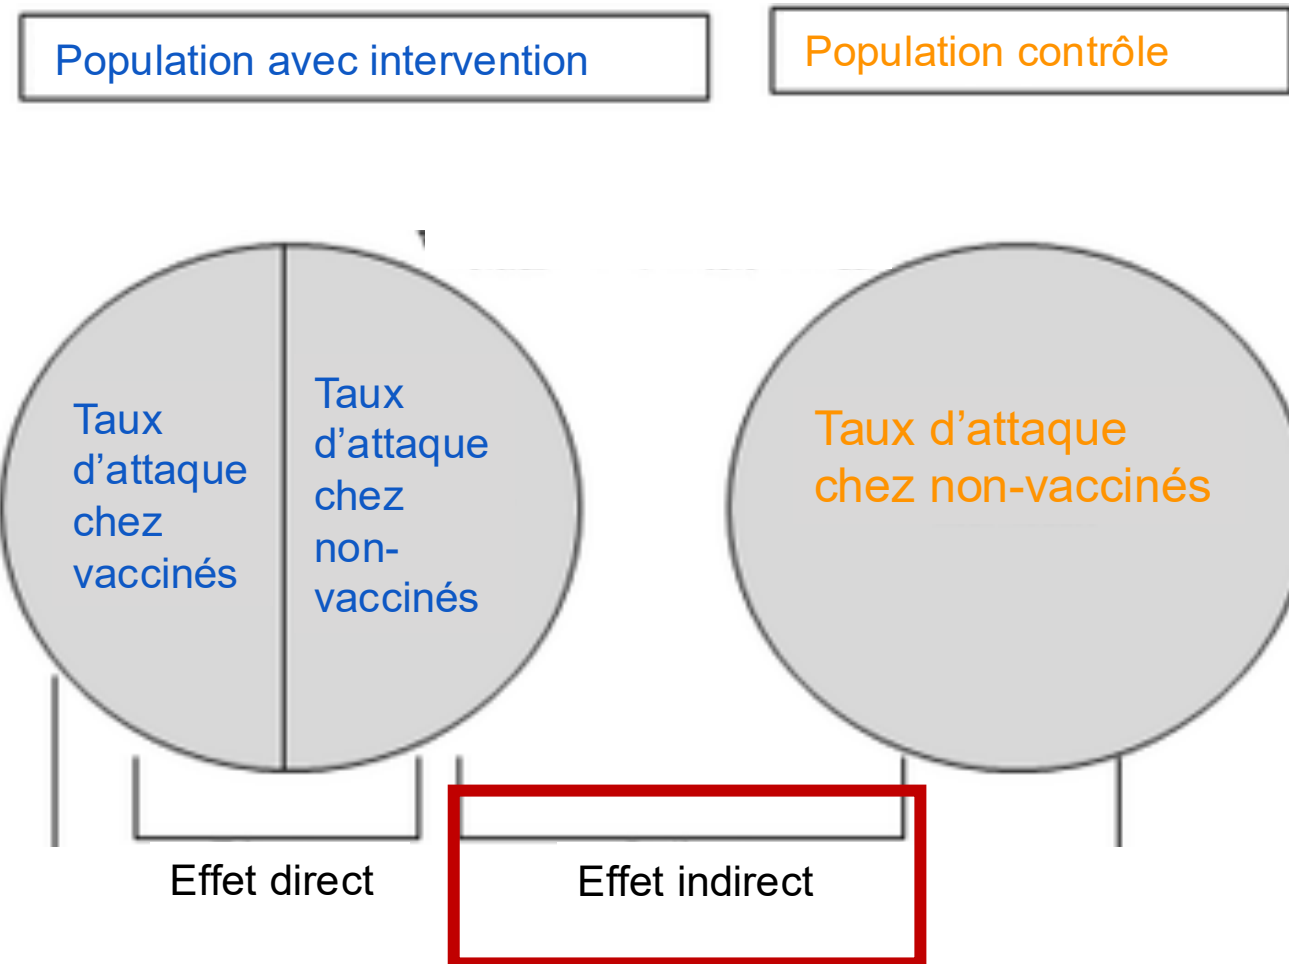 Population avec intervention
Population contrôle
Taux
d’attaque
chez
vaccinés
Taux
d’attaque
chez
non-
vaccinés
Taux d’attaque
chez non-vaccinés
Effet direct
Effet indirect